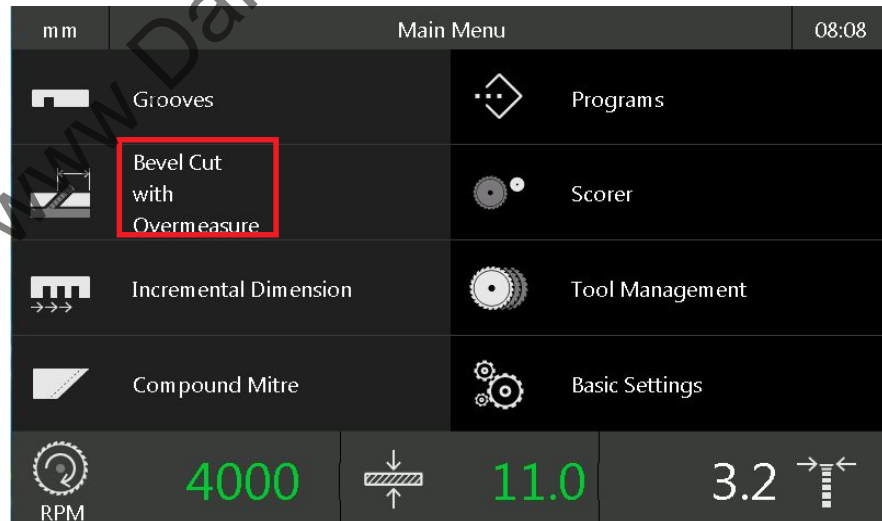 mm
Main Menu
08:08
Grooves
Programs
Bevel Cut
with
Overmeasure
Scorer
Incremental Dimension
Tool Management
Compound Mitre
Basic Settings
RPM
4000
11.0
3.2